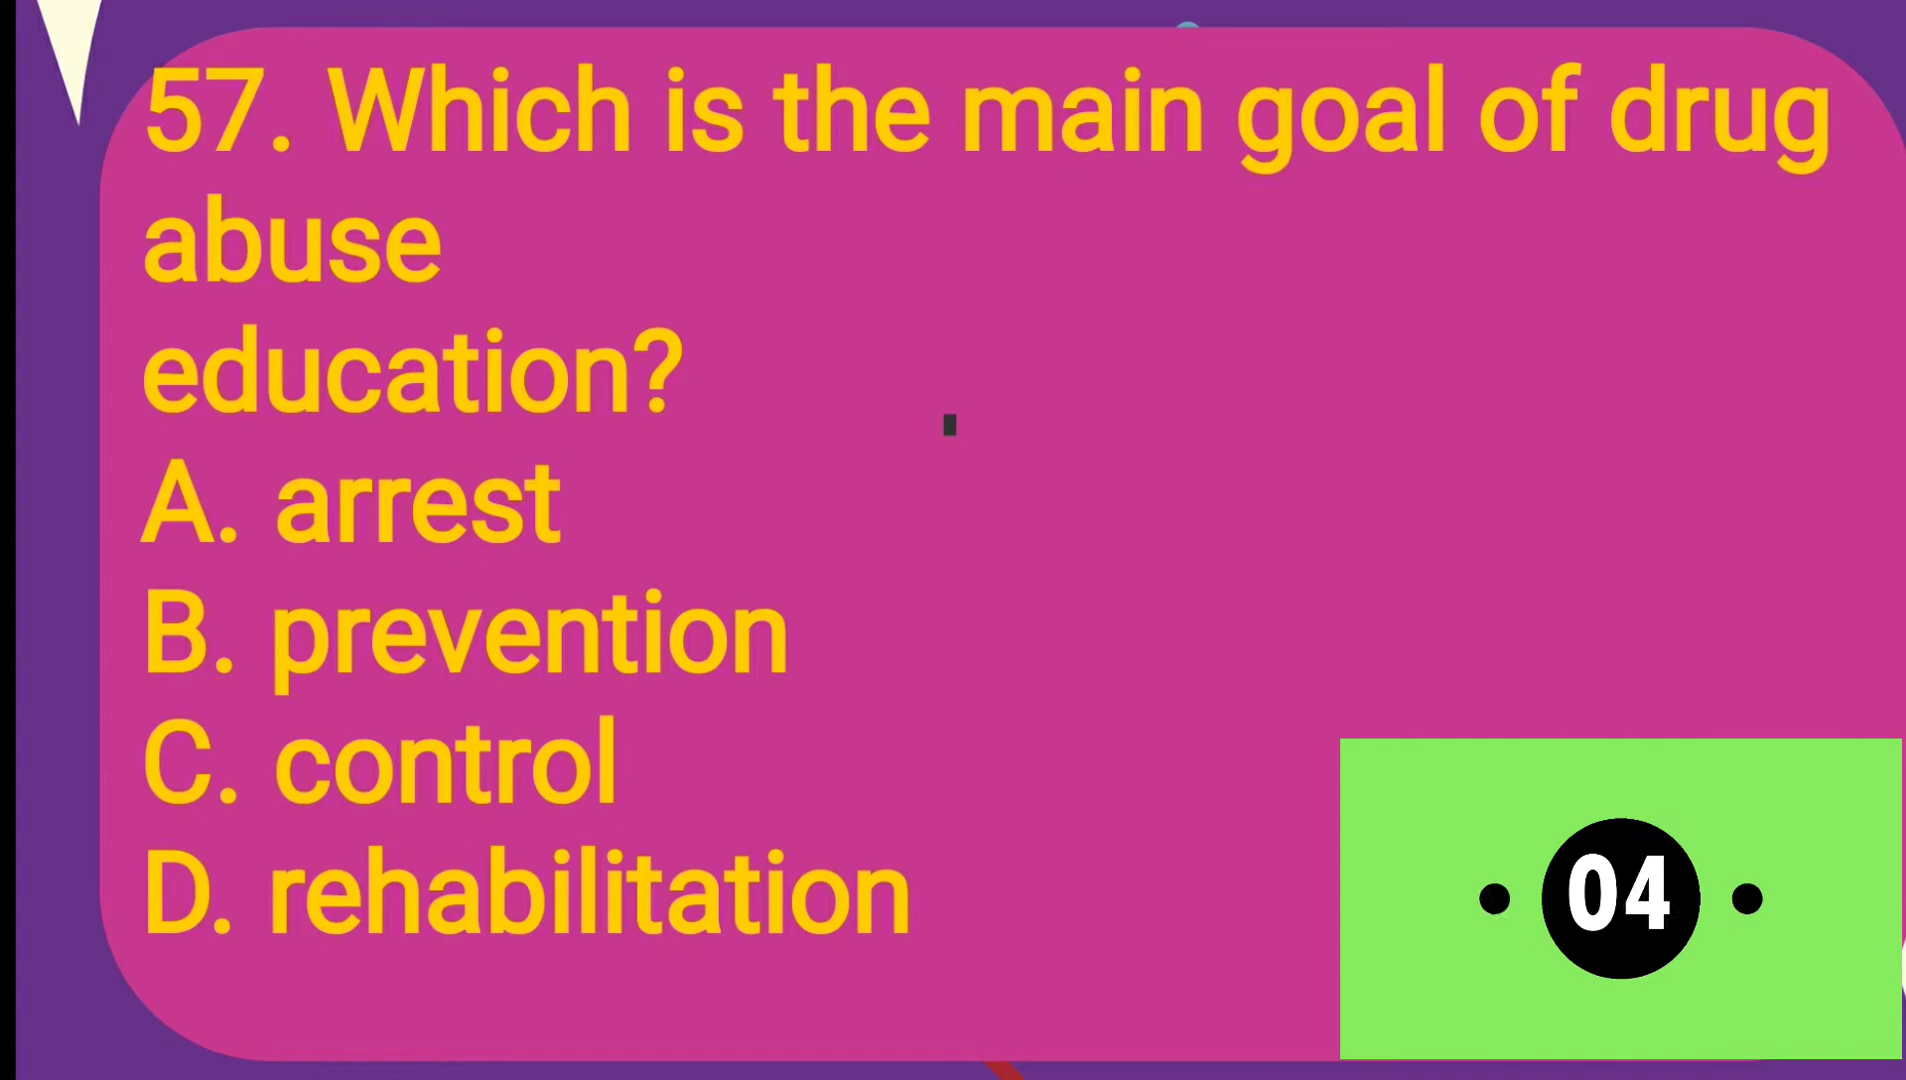 57. Which is the main goal of drug
abuse
education?
A. arrest
B. prevention
C. control
D. rehabilitation
04